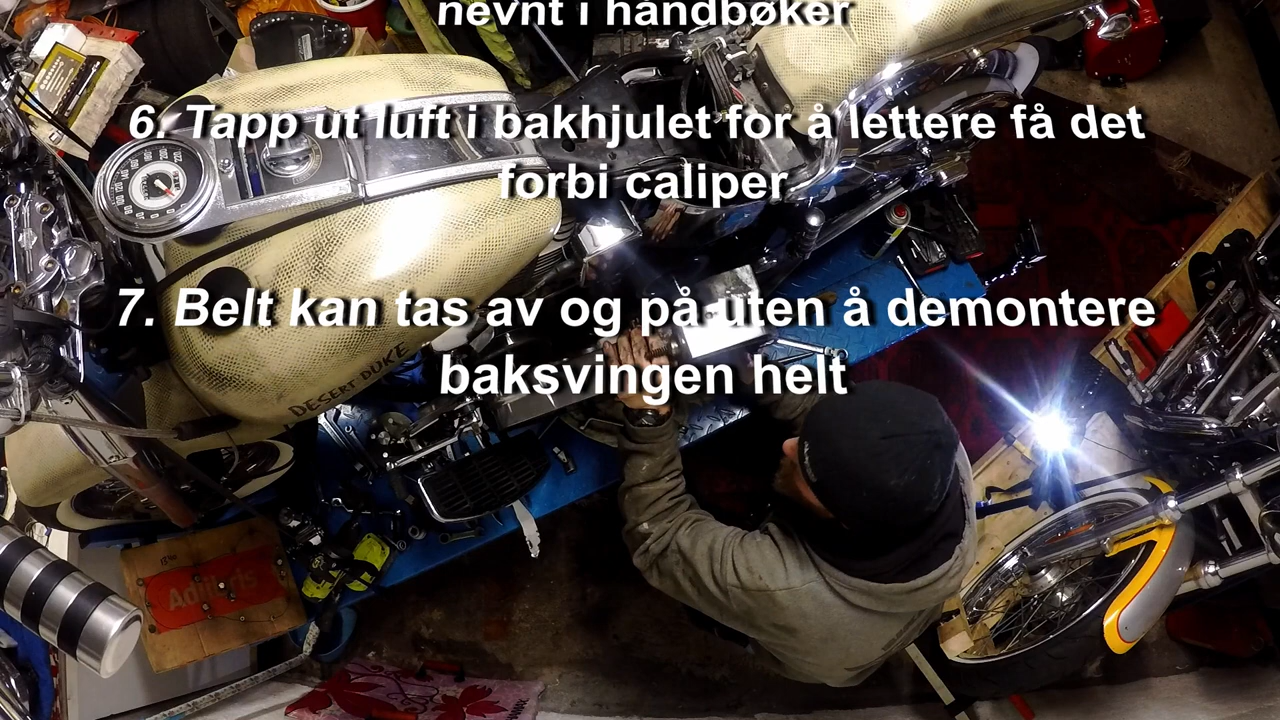 nevnt i håndbøker
6. Tapp ut luft i bakhjulet for å lettere få det
forbi caliper
7. Belt kan tas av og på uten å demontere
baksvingen helt
DESERT DUKE